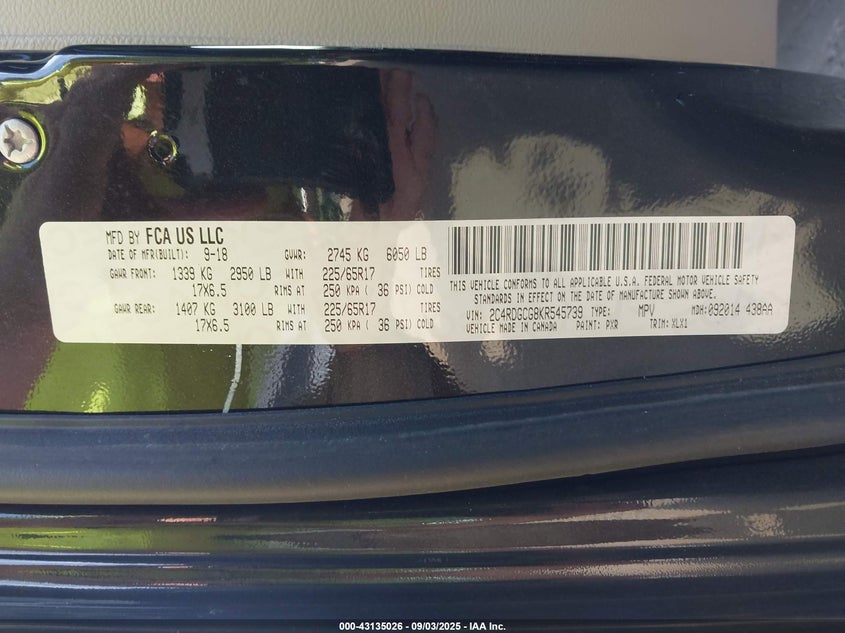 MFD BY FCA US LLC
DATE OF MFR(BUILT): 9-18 GVWR: 2745 KG 6050 LB
GAWR FRONT: 1339 KG 2950 LB WITH 225/65R17 TIRES
17X6.5 RIMS AT 250 KPA ( 36 PSI) COLD
GAWR REAR: 1407 KG 3100 LB WITH 225/65R17 TIRES
17X6.5 RIMS AT 250 KPA ( 36 PSI) COLD
THIS VEHICLE CONFORMS TO ALL APPLICABLE U.S.A. FEDERAL MOTOR VEHICLE SAFETY
STANDARDS IN EFFECT ON THE DATE OF MANUFACTURE SHOWN ABOVE.
VIN: 2C4RDGCG8KR545739 TYPE: MPV MDH: 092014 438AA
VEHICLE MADE IN CANADA PAINT: PXR TRIM: XLX1
000-43135026 - 09/03/2025 - IAA Inc.